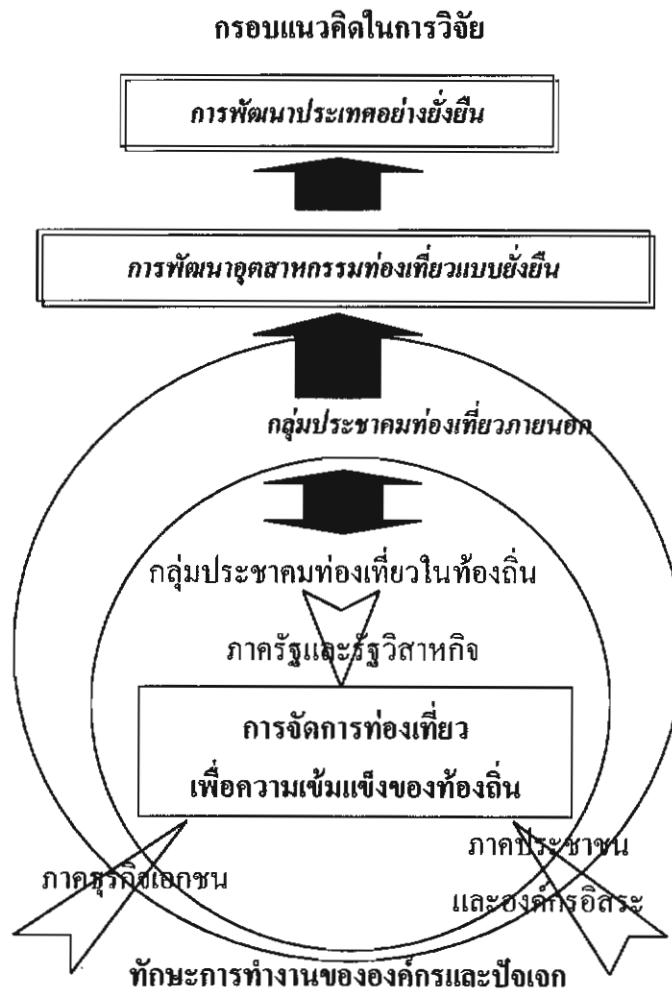 กรอบแนวคิดในการวิจัย
การพัฒนาประเทศอย่างยั่งยืน
การพัฒนาอุตสาหกรรมท่องเที่ยวแบบยั่งยืน
กลุ่มประชาคมท่องเที่ยวภายนอก
กลุ่มประชาคมท่องเที่ยวในท้องถิ่น
ภาครัฐและรัฐวิสาหกิจ
การจัดการท่องเที่ยว
เพื่อความเข้มแข็งของท้องถิ่น
ภาคประชาชน
ภาคธุรกิจเอกชน
และองค์กรอิสระ
ทักษะการทำงานขององค์กรและปัจเจก